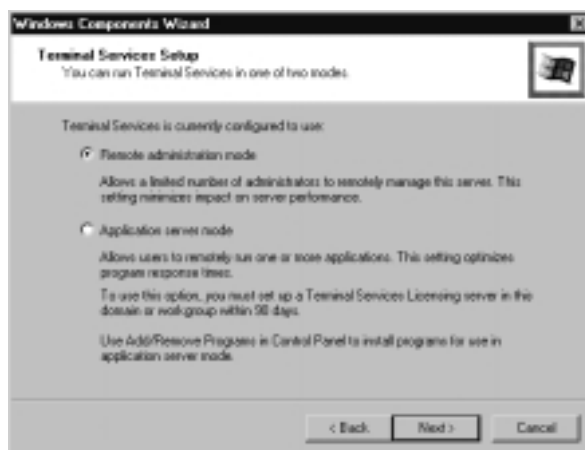 Windows Components Wizard
Terminal Services Setup
You can run Terminal Services in one of two modes.
Terminal Services is currently configured to use:
Remote administration mode
Allows a limited number of administrators to remotely manage this server. This
setting minimizes impact on server performance.
Application server mode
Allows users to remotely run one or more applications. This setting optimizes
program response times.
To use this option, you must set up a Terminal Services Licensing server in this
domain or workgroup within 90 days.
Use Add/Remove Programs in Control Panel to install programs for use in
application server mode.
< Back
Next >
Cancel